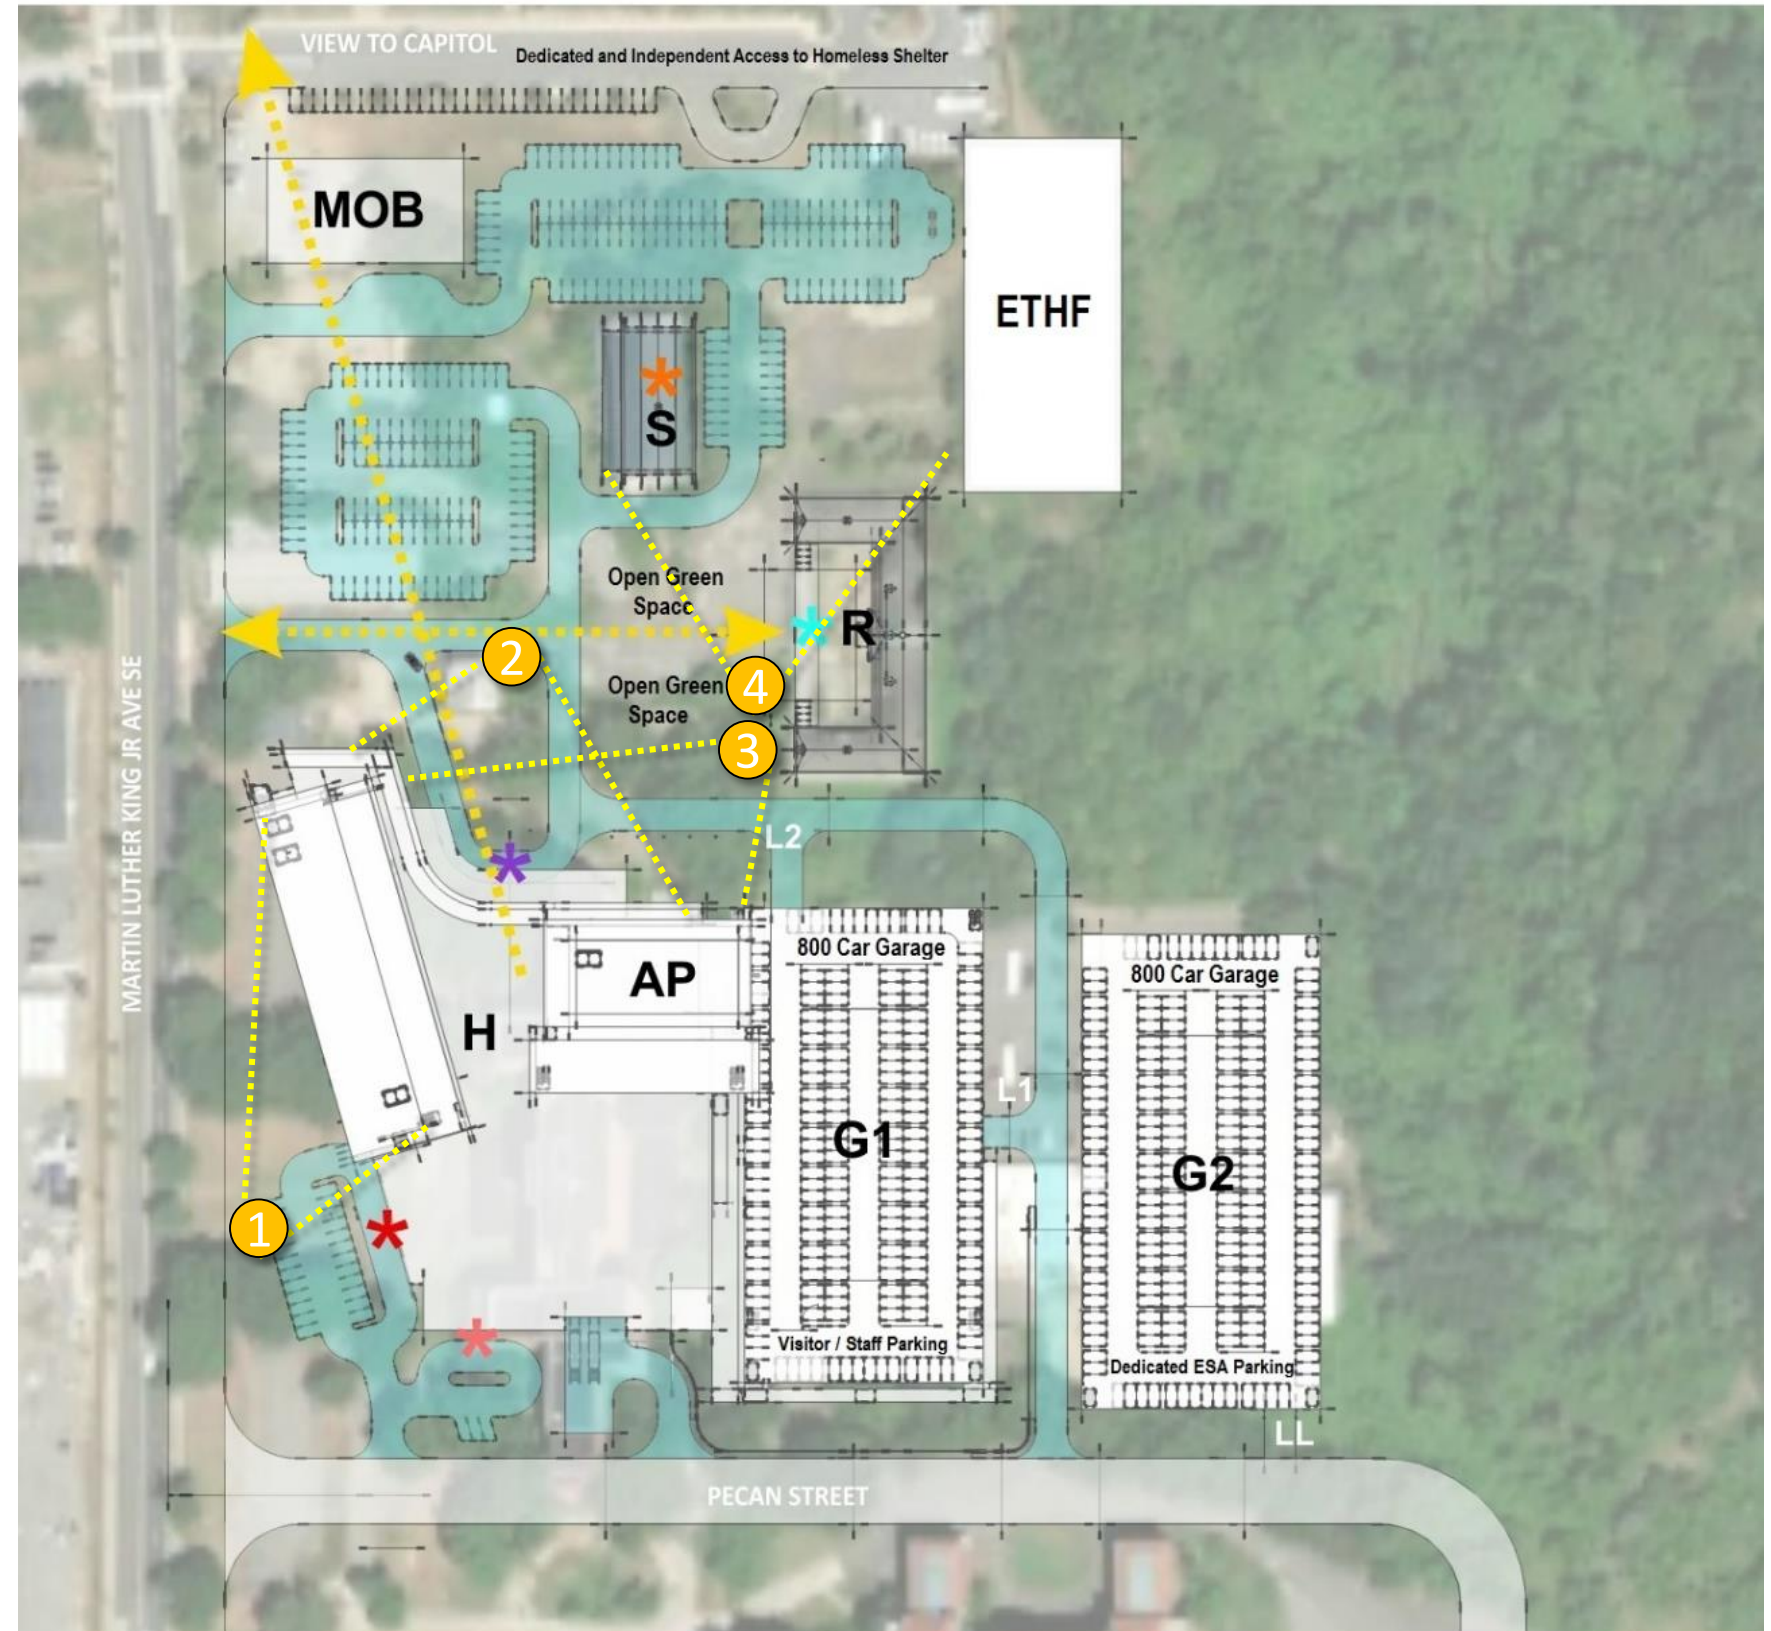 VIEW TO CAPITOL
Dedicated and Independent Access to Homeless Shelter
MOB
ETHF
S
Open Green
Space
R
2
Open Green
Space
4
3
MARTIN LUTHER KING JR AVE SE
L2
800 Car Garage
800 Car Garage
AP
H
L1
G1
G2
1
Visitor / Staff Parking
Dedicated ESA Parking
LL
PECAN STREET